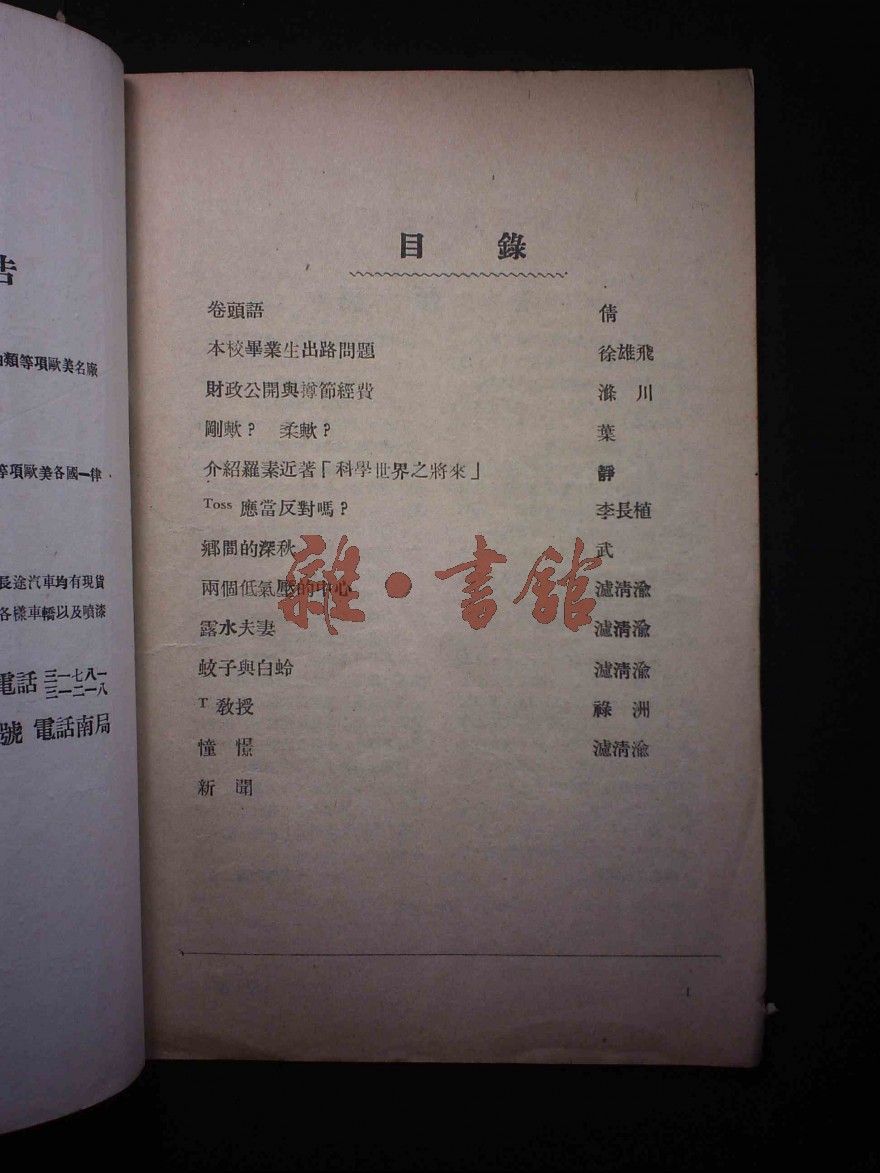 告
類等項歐美名廠
等項歐美各國一律
長途汽車均有現貨
各樣車轎以及噴漆
電話 三一七八一
三一二一八
號 電話南局
目 錄
卷頭語 倩
本校畢業生出路問題 徐雄飛
財政公開與撙節經費 滌 川
剛歟？ 柔歟？ 葉
介紹羅素近著「科學世界之將來」 靜
Toss 應當反對嗎？ 李長植
鄉間的深秋 武
兩個低氣壓的中心 濾清渝
露水夫妻 濾清渝
蚊子與白蛉 濾清渝
T 教授 祿 洲
憧 憬 濾清渝
新 聞
雜·書館
1